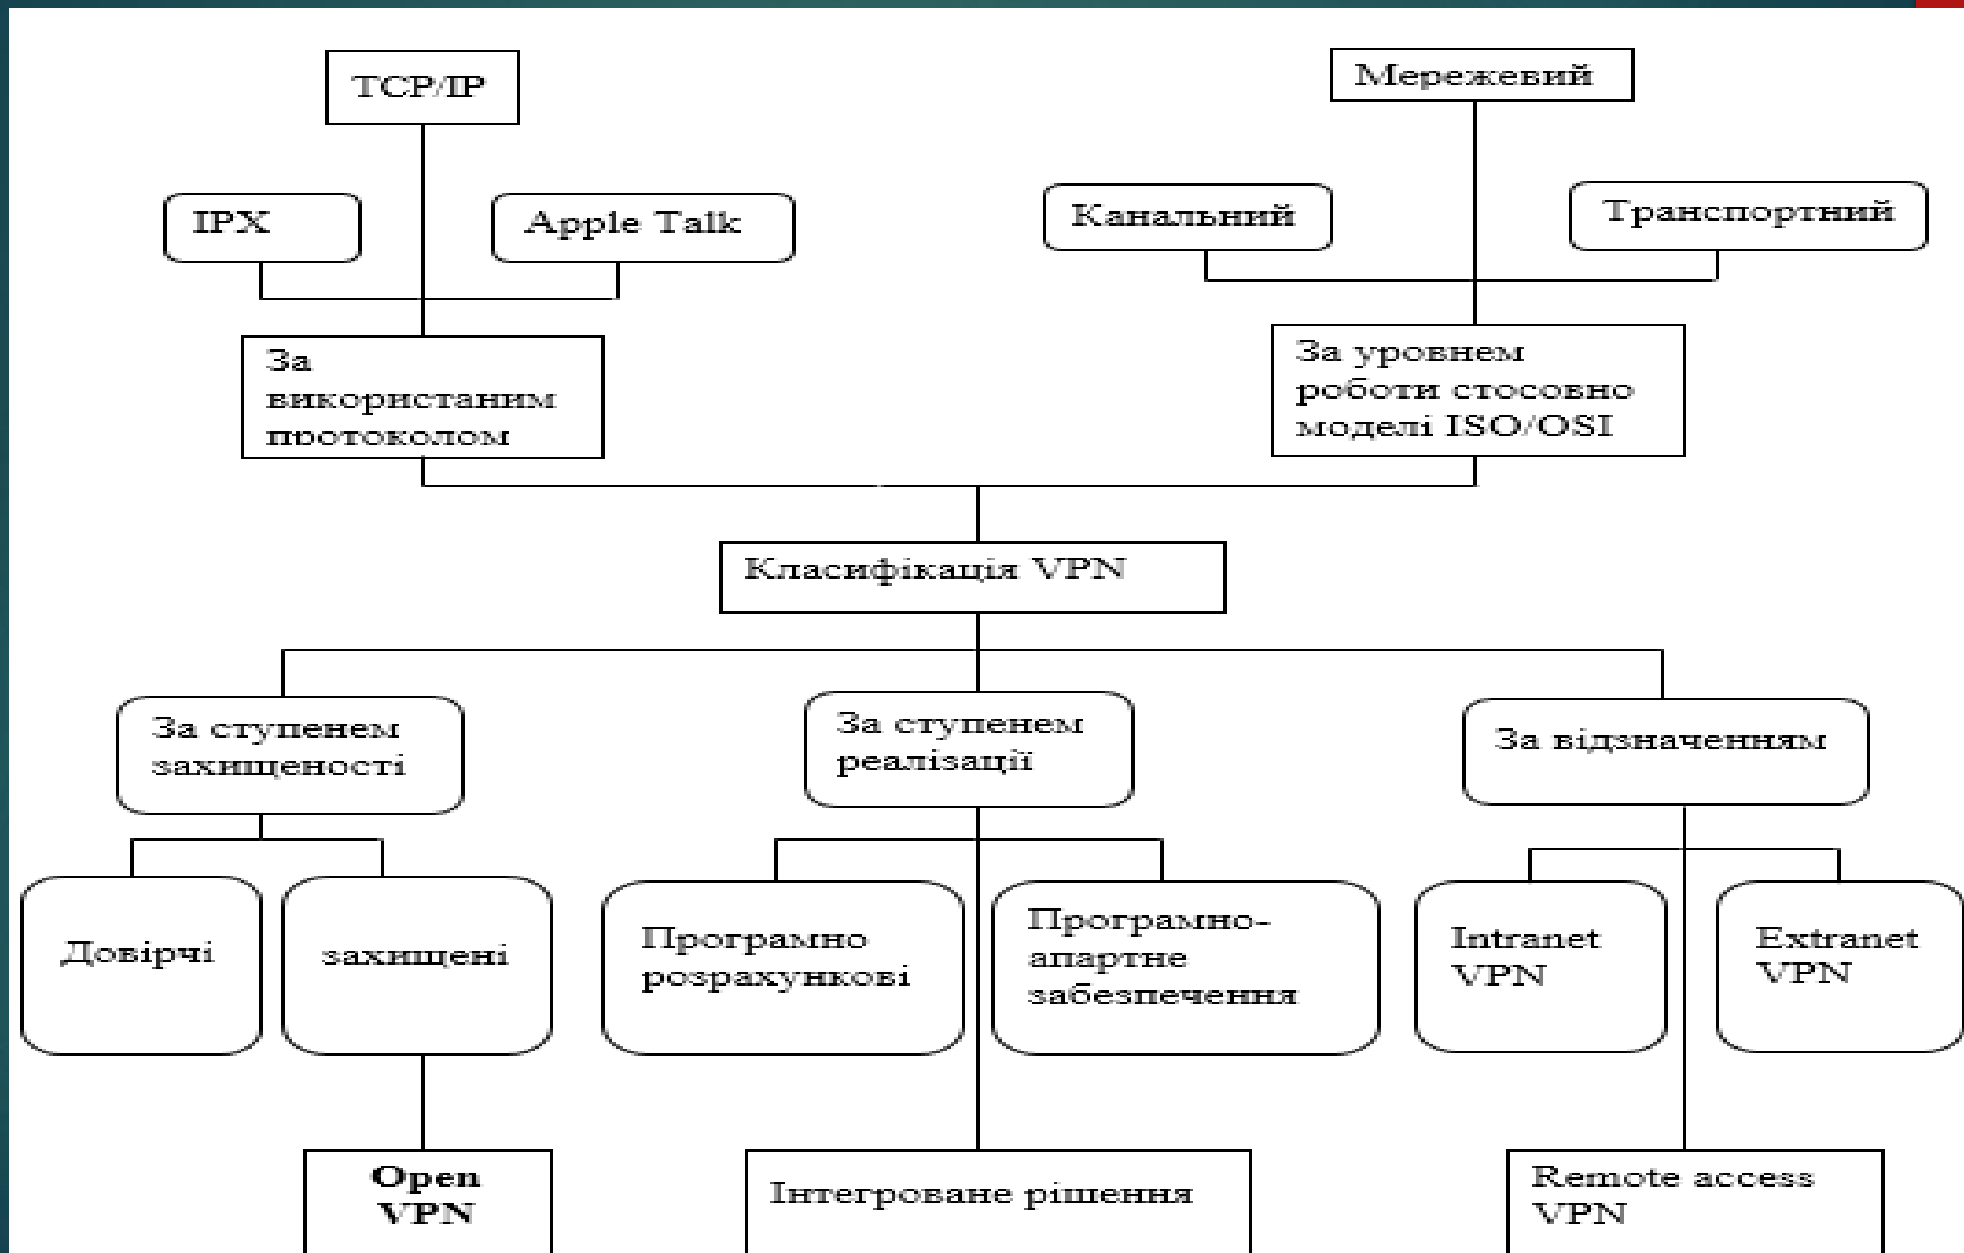 TCP/IP
Мережевий
IPX
Apple Talk
Канальний
Транспортний
За
використаним
протоколом
За уровнем
роботи стосовно
моделі ISO/OSI
Класифікація VPN
За ступенем
захищеності
За ступенем
реалізації
За відзначенням
Довірчі
захищені
Програмно
розрахункові
Програмно-
апартне
забезпечення
Intranet
VPN
Extranet
VPN
Open
VPN
Інтегроване рішення
Remote access
VPN